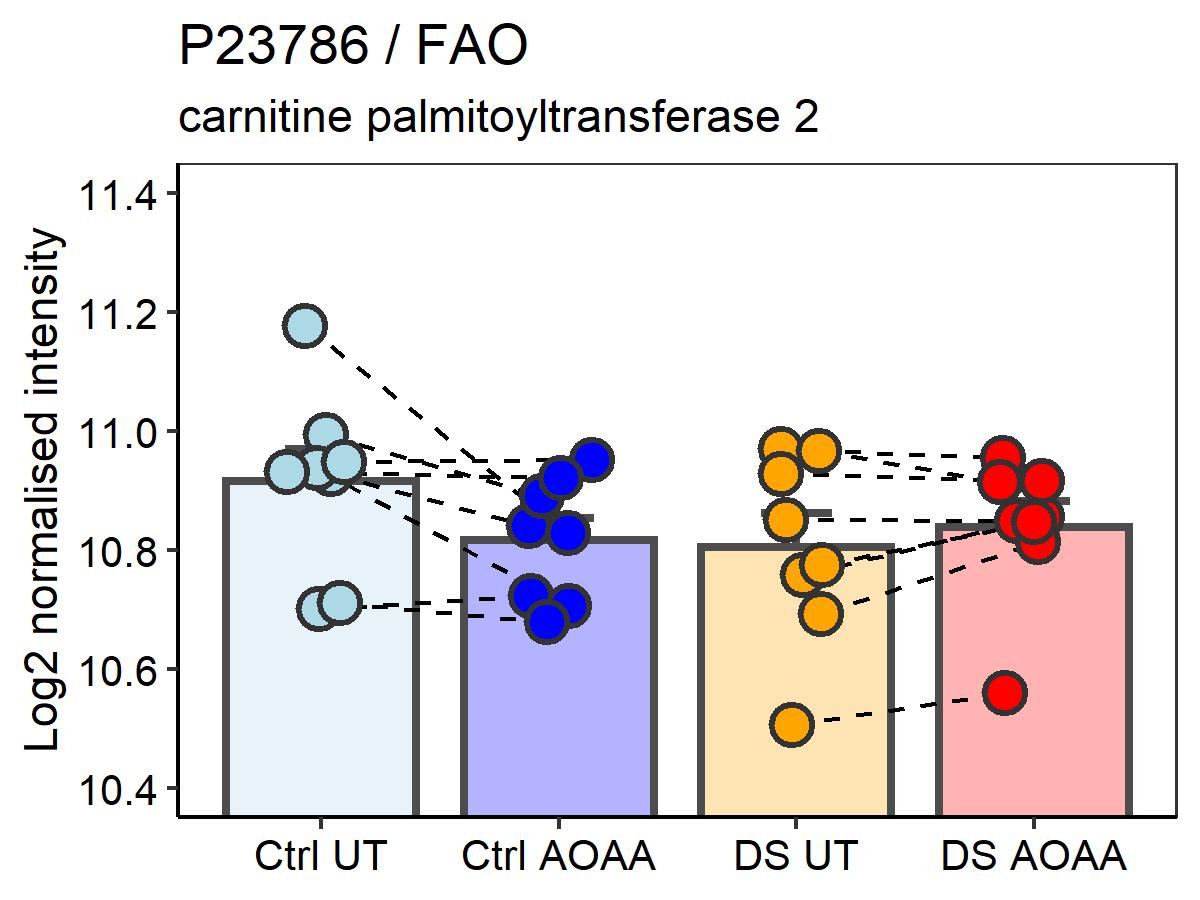 P23786 / FAO
carnitine palmitoyltransferase 2
Log2 normalised intensity
11.4
11.2
11.0
10.8
10.6
10.4
Ctrl UT
Ctrl AOAA
DS UT
DS AOAA